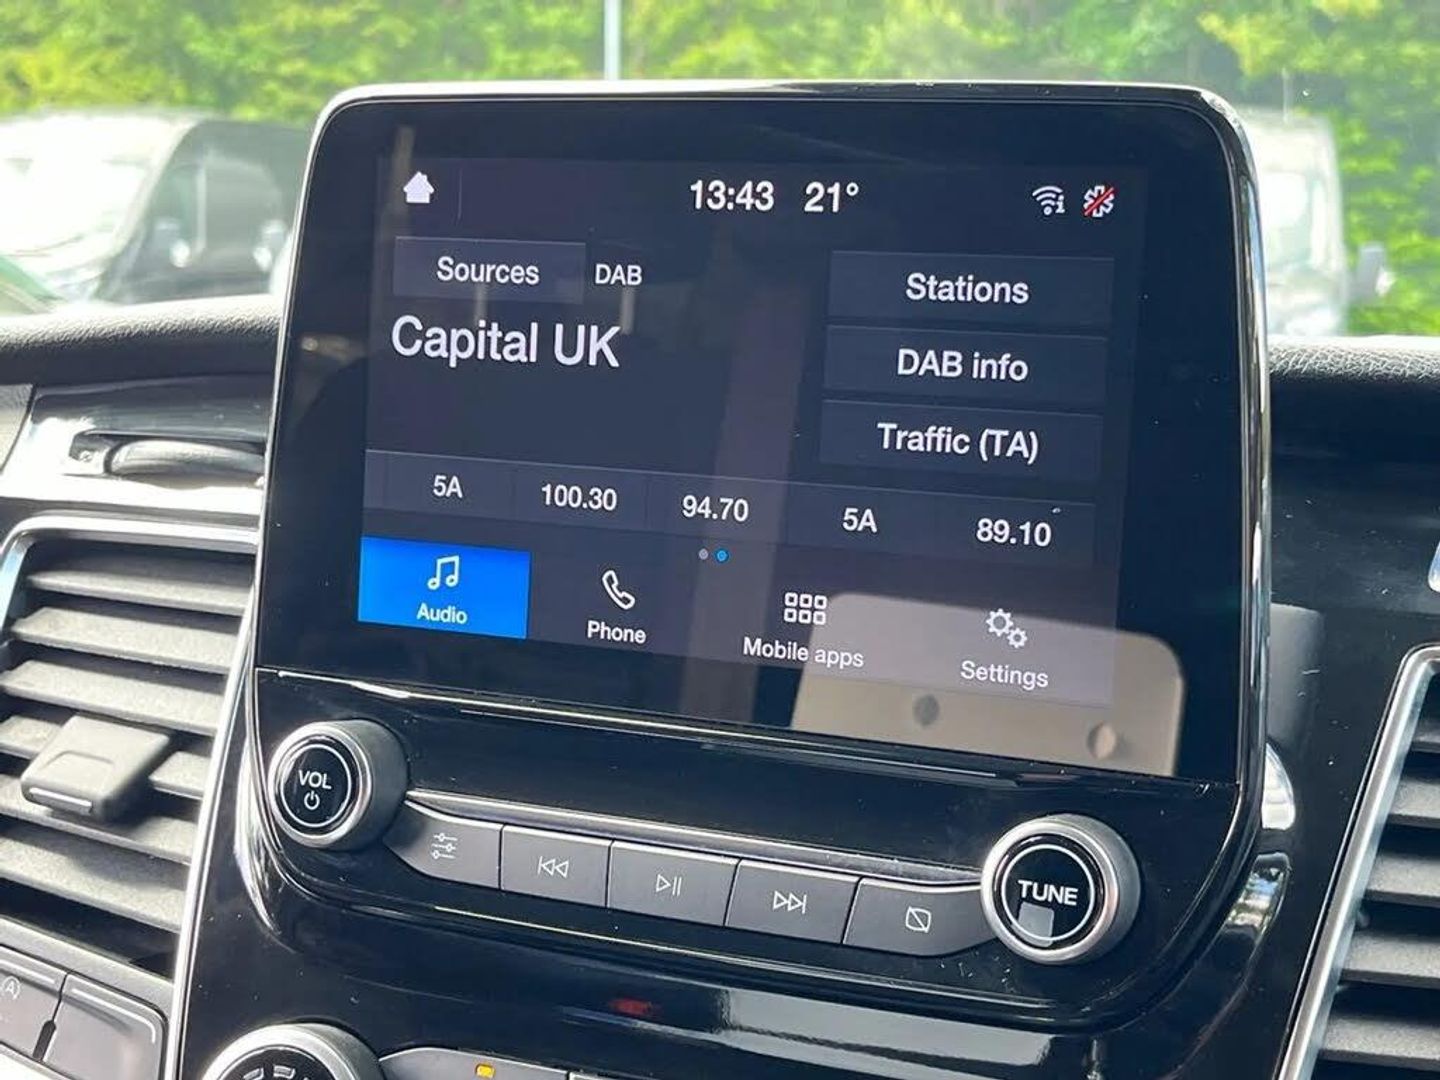 13:43 21°
Sources DAB
Capital UK
Stations
DAB info
Traffic (TA)
5A 100.30 94.70 5A 89.10
Audio
Phone
Mobile apps
Settings
VOL
TUNE